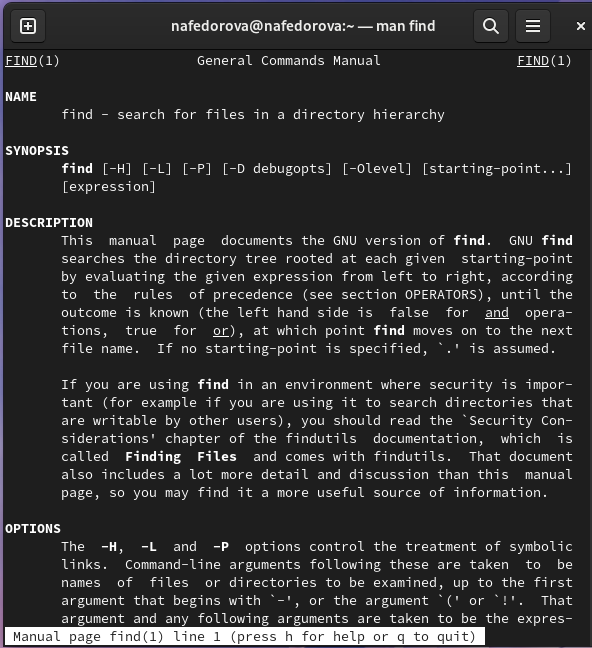 nafedorova@nafedorova:~ — man find
FIND(1) General Commands Manual FIND(1)
NAME
find - search for files in a directory hierarchy
SYNOPSIS
find [-H] [-L] [-P] [-D debugopts] [-Olevel] [starting-point...]
[expression]
DESCRIPTION
This manual page documents the GNU version of find. GNU find
searches the directory tree rooted at each given starting-point
by evaluating the given expression from left to right, according
to the rules of precedence (see section OPERATORS), until the
outcome is known (the left hand side is false for and opera-
tions, true for or), at which point find moves on to the next
file name. If no starting-point is specified, `.' is assumed.
If you are using find in an environment where security is impor-
tant (for example if you are using it to search directories that
are writable by other users), you should read the `Security Con-
siderations' chapter of the findutils documentation, which is
called Finding Files and comes with findutils. That document
also includes a lot more detail and discussion than this manual
page, so you may find it a more useful source of information.
OPTIONS
The -H, -L and -P options control the treatment of symbolic
links. Command-line arguments following these are taken to be
names of files or directories to be examined, up to the first
argument that begins with `-', or the argument `(' or `!'. That
argument and any following arguments are taken to be the expres-
Manual page find(1) line 1 (press h for help or q to quit)